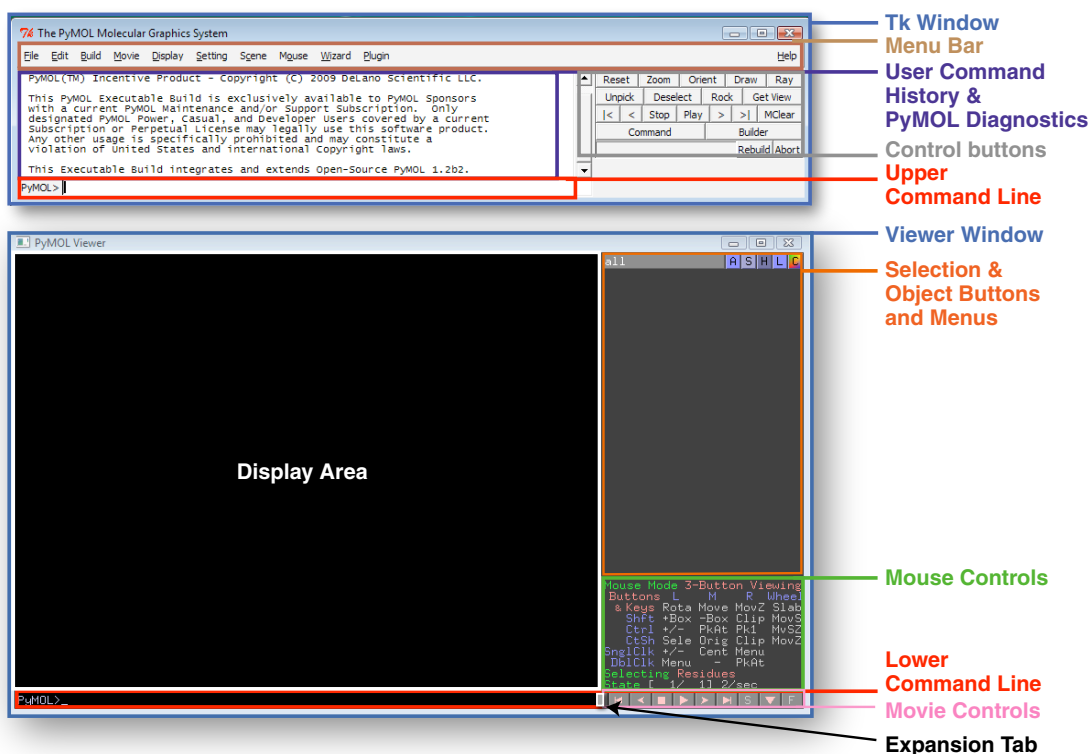 The PyMOL Molecular Graphics System
File Edit Build Movie Display Setting Scene Mouse Wizard Plugin Help
PyMOL(TM) Incentive Product - Copyright (C) 2009 DeLano Scientific LLC.
This PyMOL Executable Build is exclusively available to PyMOL Sponsors
with a current PyMOL Maintenance and/or Support Subscription. Only
designated PyMOL Power, Casual, and Developer Users covered by a current
Subscription or Perpetual License may legally use this software product.
Any other usage is specifically prohibited and may constitute a
violation of United States and international Copyright laws.
This Executable Build integrates and extends Open-Source PyMOL 1.2b2.
PyMOL>
Reset Zoom Orient Draw Ray
Unpick Deselect Rock Get View
|< < Stop Play > >| MClear
Command Builder
Rebuild Abort
Tk Window
Menu Bar
User Command
History &
PyMOL Diagnostics
Control buttons
Upper
Command Line
PyMOL Viewer
all A S H L C
Display Area
Mouse Mode 3-Button Viewing
Buttons L M R Wheel
& Keys Rota Move MovZ Slab
Shft +Box -Box Clip MovS
Ctrl +/- PkAt Pk1 MvSZ
CtSh Sele Orig Clip MovZ
SnglClk +/- Cent Menu
DblClk Menu - PkAt
Selecting Residues
State [ 1/ 1] 2/sec
PyMOL>_
S F
Viewer Window
Selection &
Object Buttons
and Menus
Mouse Controls
Lower
Command Line
Movie Controls
Expansion Tab